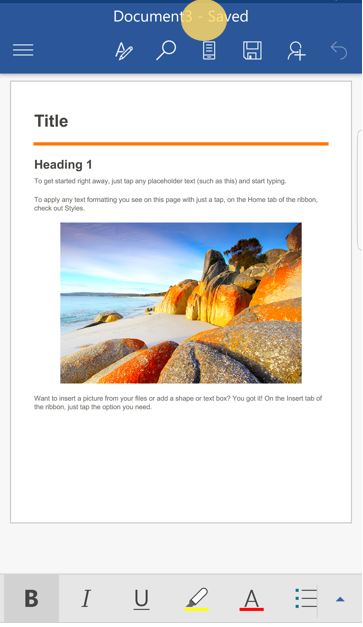 Document3 - Saved
Title
Heading 1
To get started right away, just tap any placeholder text (such as this) and start typing.
To apply any text formatting you see on this page with just a tap, on the Home tab of the ribbon,
check out Styles.
Want to insert a picture from your files or add a shape or text box? You got it! On the Insert tab of
the ribbon, just tap the option you need.
B I U A